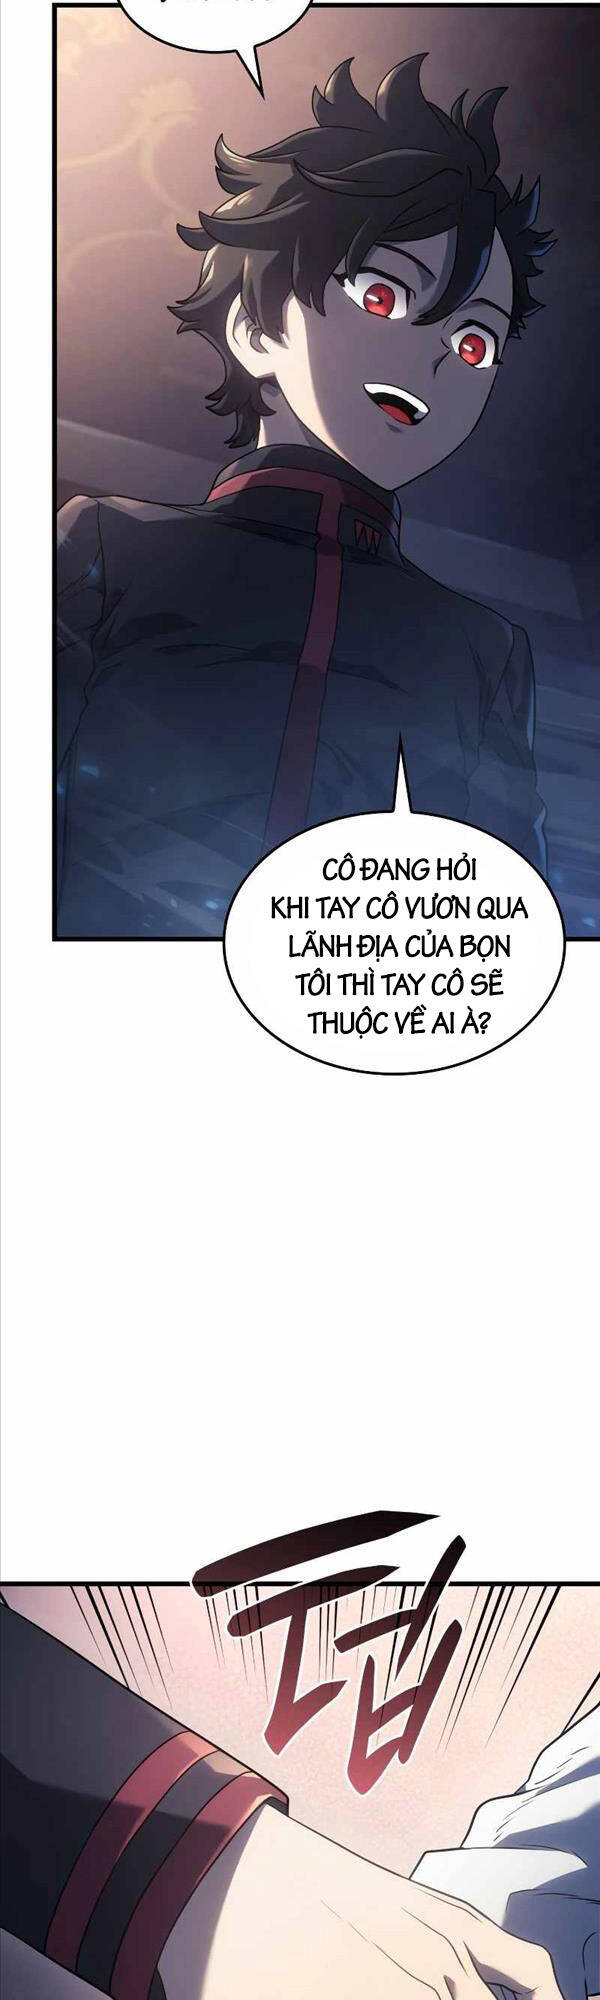 CÔ ĐANG HỎI
KHI TAY CÔ VƯƠN QUA
LÃNH ĐỊA CỦA BỌN
TÔI THÌ TAY CÔ SẼ
THUỘC VỀ AI À?